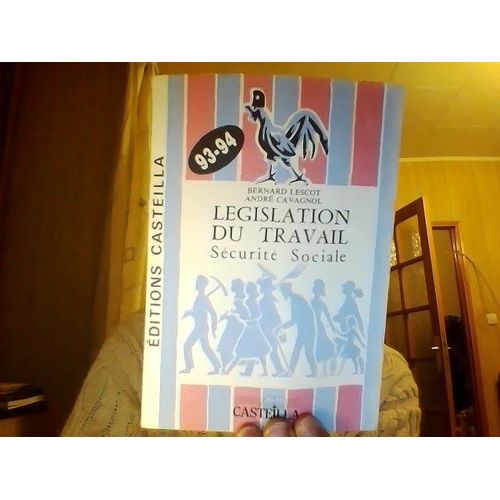 ÉDITIONS CASTEILLA
93-94
BERNARD LESCOT
ANDRÉ CAVAGNOL
LEGISLATION
DU TRAVAIL
Sécurité Sociale
CASTEILLA